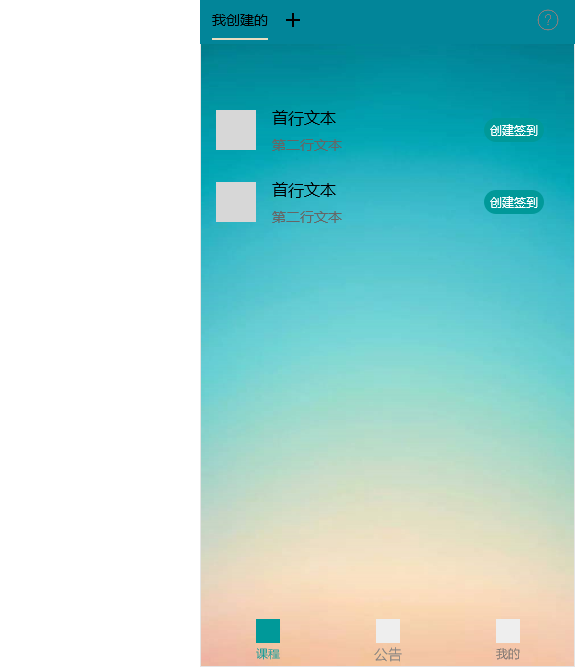 我创建的 +
?
首行文本
第二行文本
创建签到
首行文本
第二行文本
创建签到
课程
公告
我的